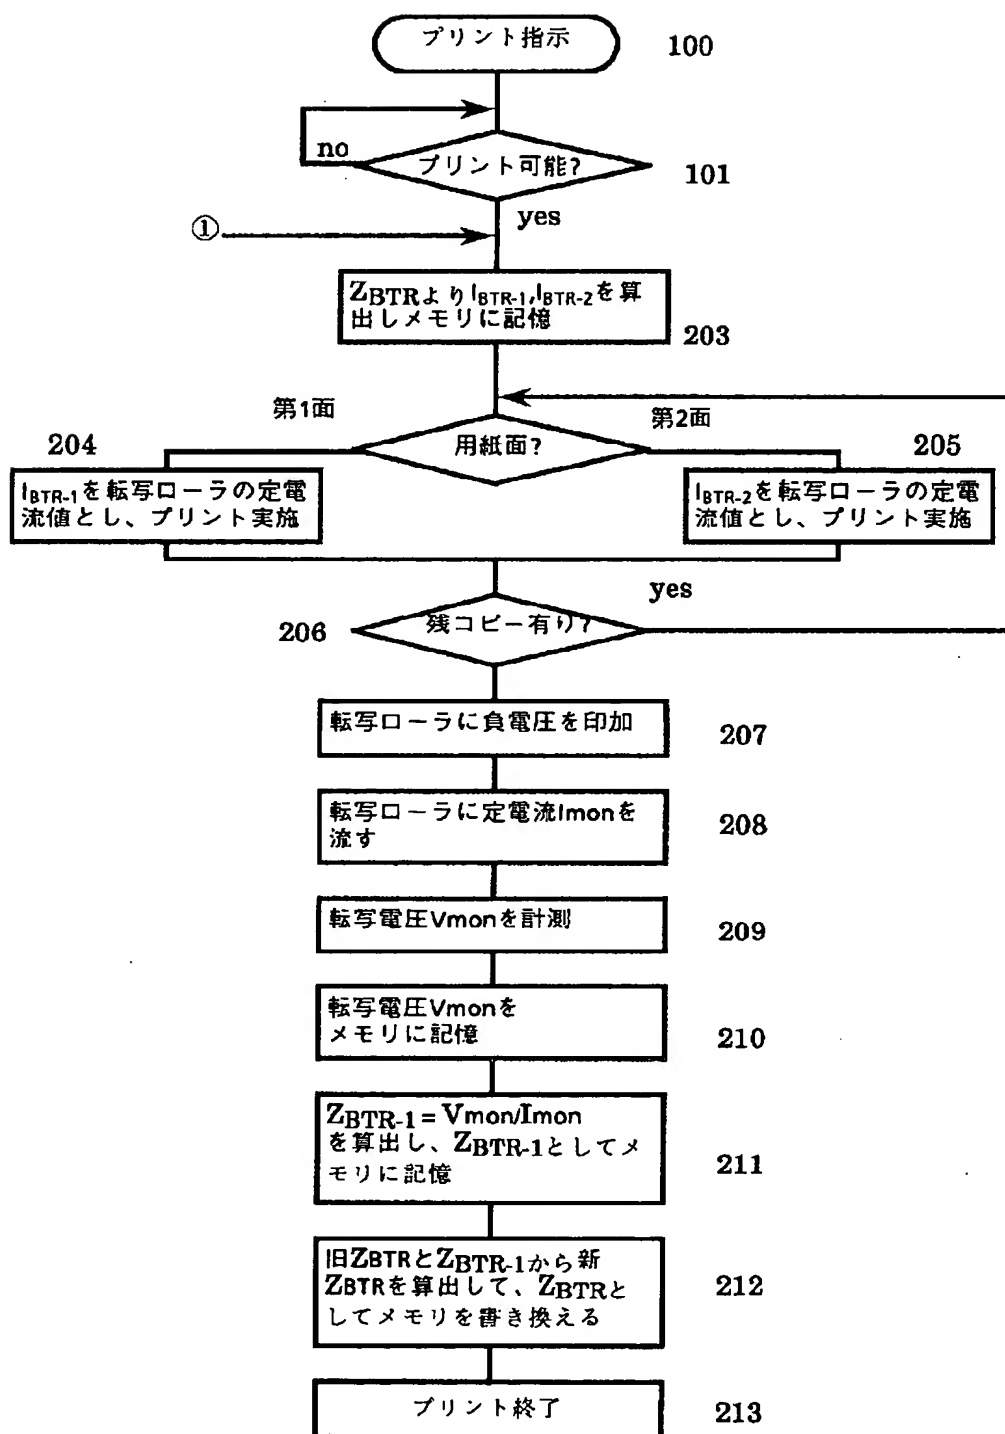 プリント指示
100
no
プリント可能?
101
yes
①
ZBTRよりIBTR-1,IBTR-2を算
出しメモリに記憶
203
第1面
第2面
用紙面?
204
205
IBTR-1を転写ローラの定電
流値とし、プリント実施
IBTR-2を転写ローラの定電
流値とし、プリント実施
yes
残コピー有り?
206
転写ローラに負電圧を印加
207
転写ローラに定電流Imonを
流す
208
転写電圧Vmonを計測
209
転写電圧Vmonを
メモリに記憶
210
ZBTR-1 = Vmon/Imon
を算出し、ZBTR-1としてメ
モリに記憶
211
旧ZBTRとZBTR-1から新
ZBTRを算出して、ZBTRと
してメモリを書き換える
212
プリント終了
213